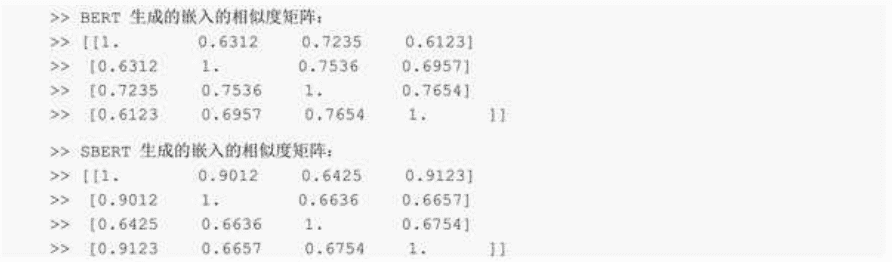 >> BERT 生成的嵌入的相似度矩阵：
>> [[1. 0.6312 0.7235 0.6123]
>> [0.6312 1. 0.7536 0.6957]
>> [0.7235 0.7536 1. 0.7654]
>> [0.6123 0.6957 0.7654 1. ]]
>> SBERT 生成的嵌入的相似度矩阵：
>> [[1. 0.9012 0.6425 0.9123]
>> [0.9012 1. 0.6636 0.6657]
>> [0.6425 0.6636 1. 0.6754]
>> [0.9123 0.6657 0.6754 1. ]]